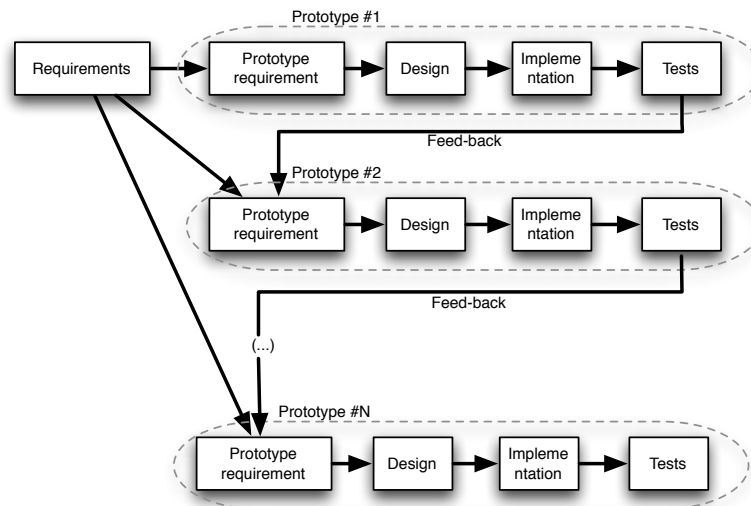 Prototype #1
Requirements
Prototype
requirement
Design
Impleme
ntation
Tests
Feed-back
Prototype #2
Prototype
requirement
Design
Impleme
ntation
Tests
Feed-back
(...)
Prototype #N
Prototype
requirement
Design
Impleme
ntation
Tests